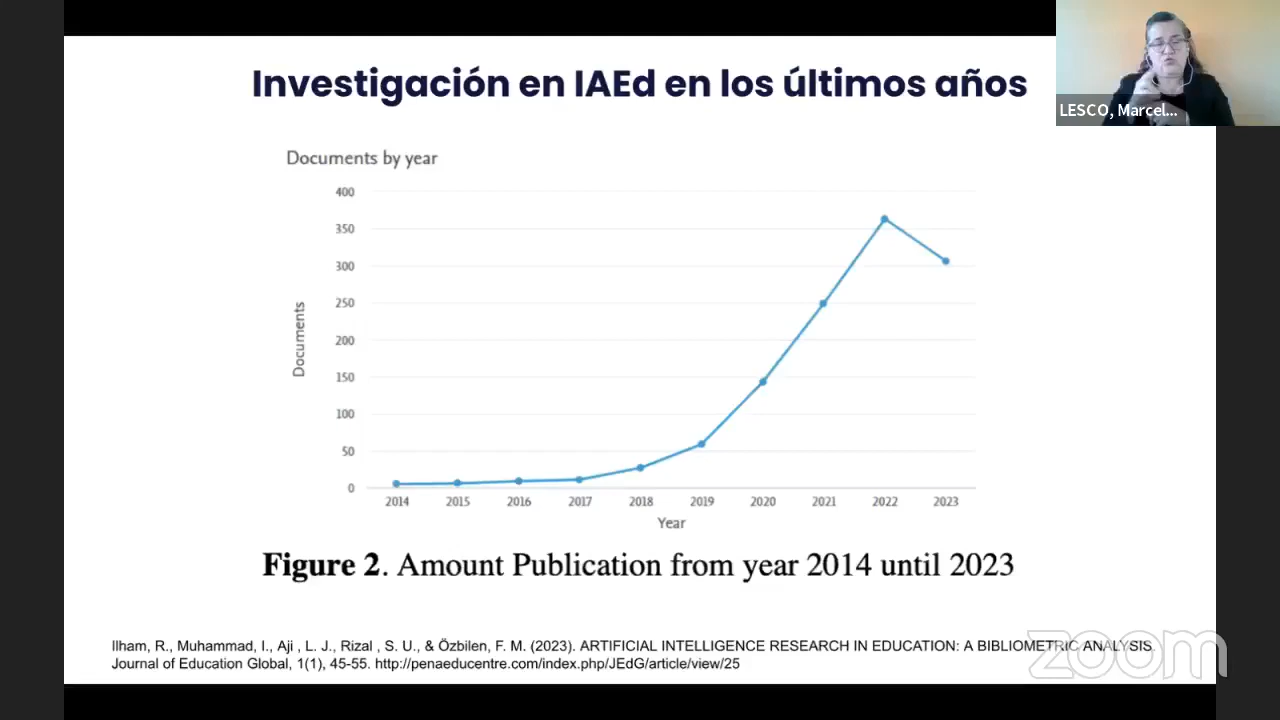 Investigación en IAEd en los últimos años
LESCO, Marcel...
Documents by year
400
350
300
250
200
150
100
50
0
Documents
2014 2015 2016 2017 2018 2019 2020 2021 2022 2023
Year
Figure 2. Amount Publication from year 2014 until 2023
Ilham, R., Muhammad, I., Aji , L. J., Rizal , S. U., & Özbilen, F. M. (2023). ARTIFICIAL INTELLIGENCE RESEARCH IN EDUCATION: A BIBLIOMETRIC ANALYSIS.
Journal of Education Global, 1(1), 45-55. http://penaeducentre.com/index.php/JEdG/article/view/25
zoom